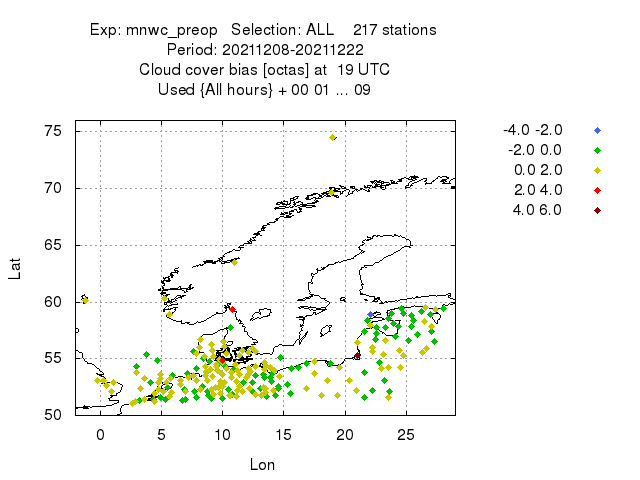 Exp: mnwc_preop Selection: ALL 217 stations
Period: 20211208-20211222
Cloud cover bias [octas] at 19 UTC
Used {All hours} + 00 01 ... 09
-4.0 -2.0
-2.0 0.0
0.0 2.0
2.0 4.0
4.0 6.0
75
70
65
60
55
50
Lat
0 5 10 15 20 25
Lon